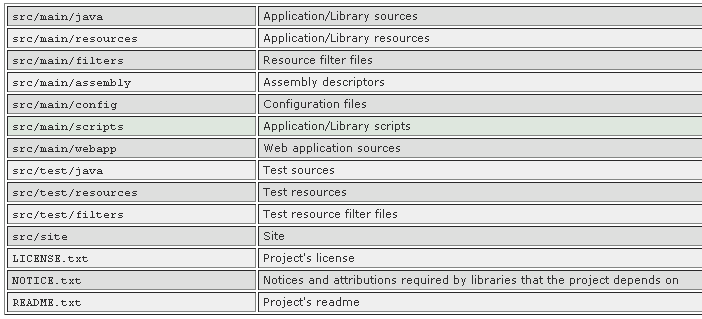 src/main/java Application/Library sources
src/main/resources Application/Library resources
src/main/filters Resource filter files
src/main/assembly Assembly descriptors
src/main/config Configuration files
src/main/scripts Application/Library scripts
src/main/webapp Web application sources
src/test/java Test sources
src/test/resources Test resources
src/test/filters Test resource filter files
src/site Site
LICENSE.txt Project's license
NOTICE.txt Notices and attributions required by libraries that the project depends on
README.txt Project's readme